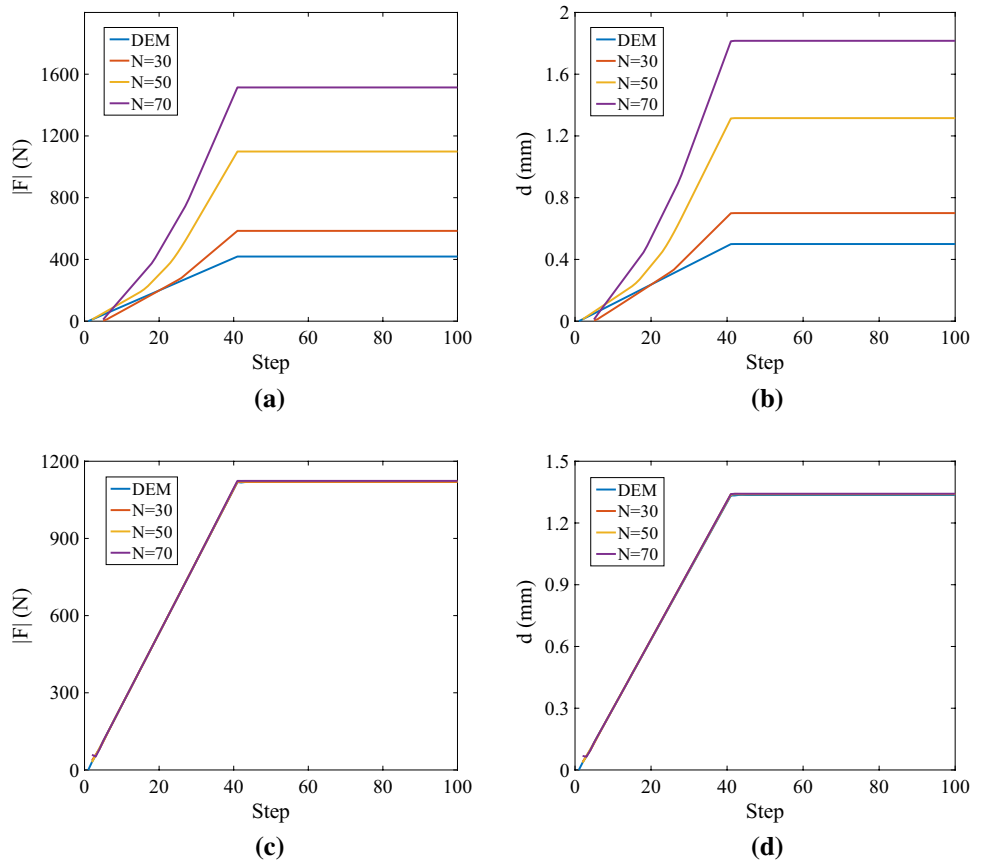 1600
1200
800
400
0
|F| (N)
DEM
N=30
N=50
N=70
0 20 40 60 80 100
Step
(a)
2
1.6
1.2
0.8
0.4
0
d (mm)
DEM
N=30
N=50
N=70
0 20 40 60 80 100
Step
(b)
1200
900
600
300
0
|F| (N)
DEM
N=30
N=50
N=70
0 20 40 60 80 100
Step
(c)
1.5
1.2
0.9
0.6
0.3
0
d (mm)
DEM
N=30
N=50
N=70
0 20 40 60 80 100
Step
(d)